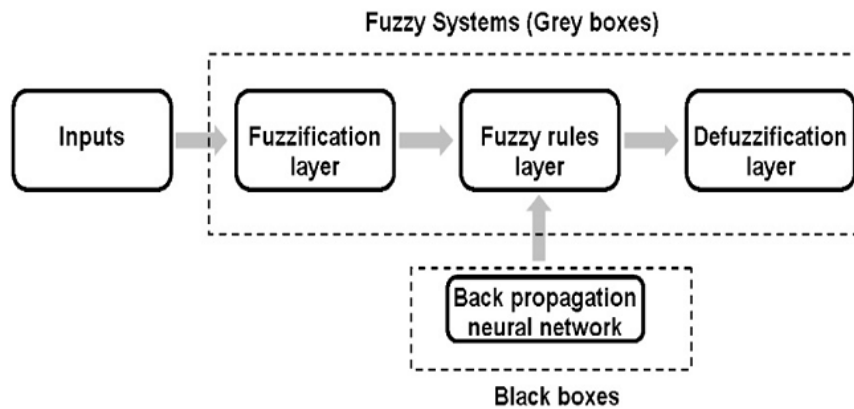 Fuzzy Systems (Grey boxes)
Inputs
Fuzzification
layer
Fuzzy rules
layer
Defuzzification
layer
Back propagation
neural network
Black boxes